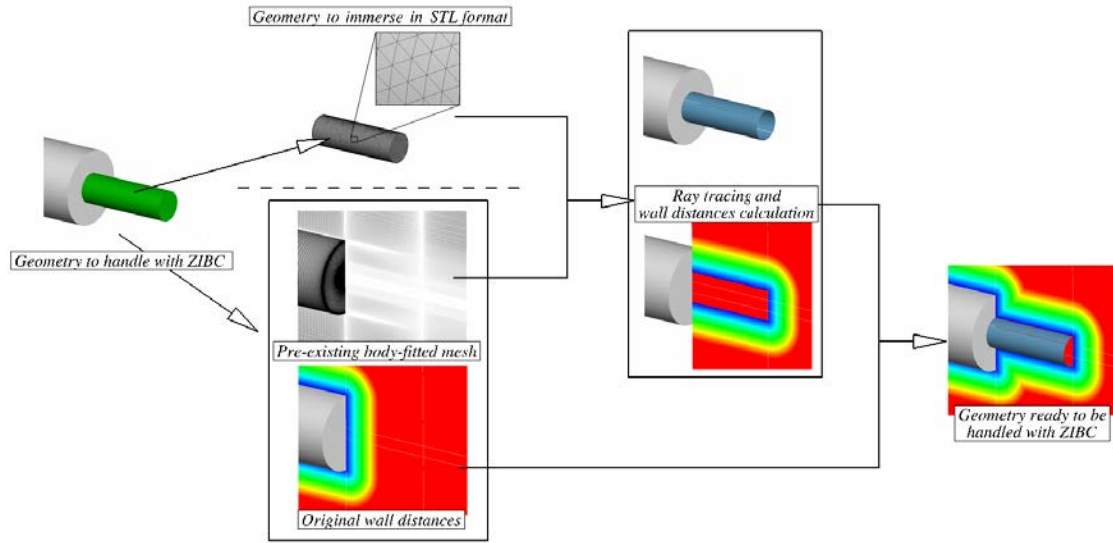 Geometry to immerse in STL format
Geometry to handle with ZIBC
Pre-existing body-fitted mesh
Original wall distances
Ray tracing and
wall distances calculation
Geometry ready to be
handled with ZIBC